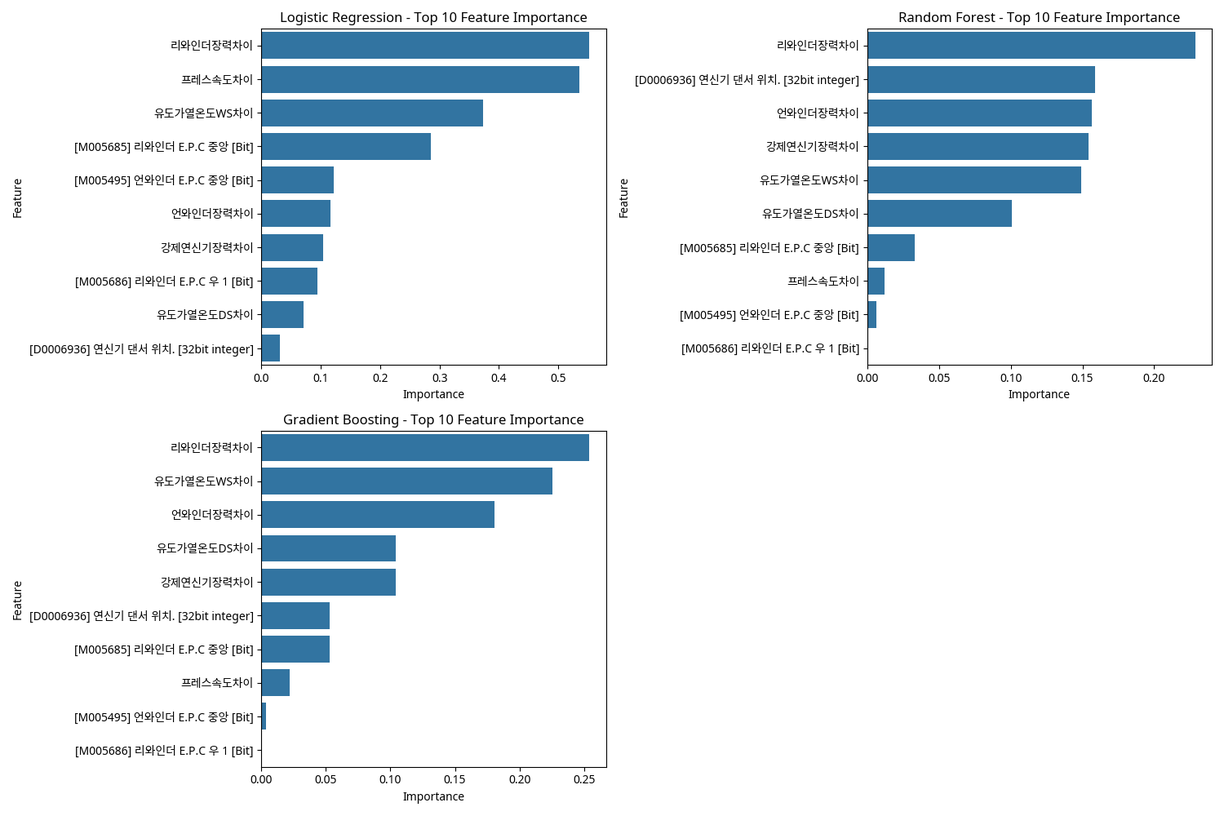 Logistic Regression - Top 10 Feature Importance
리와인더장력차이
프레스속도차이
유도가열온도WS차이
[M005685] 리와인더 E.P.C 중앙 [Bit]
[M005495] 언와인더 E.P.C 중앙 [Bit]
언와인더장력차이
강제연신기장력차이
[M005686] 리와인더 E.P.C 우 1 [Bit]
유도가열온도DS차이
[D0006936] 연신기 댄서 위치. [32bit integer]
Feature
0.0 0.1 0.2 0.3 0.4 0.5
Importance
Random Forest - Top 10 Feature Importance
리와인더장력차이
[D0006936] 연신기 댄서 위치. [32bit integer]
언와인더장력차이
강제연신기장력차이
유도가열온도WS차이
유도가열온도DS차이
[M005685] 리와인더 E.P.C 중앙 [Bit]
프레스속도차이
[M005495] 언와인더 E.P.C 중앙 [Bit]
[M005686] 리와인더 E.P.C 우 1 [Bit]
Feature
0.00 0.05 0.10 0.15 0.20
Importance
Gradient Boosting - Top 10 Feature Importance
리와인더장력차이
유도가열온도WS차이
언와인더장력차이
유도가열온도DS차이
강제연신기장력차이
[D0006936] 연신기 댄서 위치. [32bit integer]
[M005685] 리와인더 E.P.C 중앙 [Bit]
프레스속도차이
[M005495] 언와인더 E.P.C 중앙 [Bit]
[M005686] 리와인더 E.P.C 우 1 [Bit]
Feature
0.00 0.05 0.10 0.15 0.20 0.25
Importance